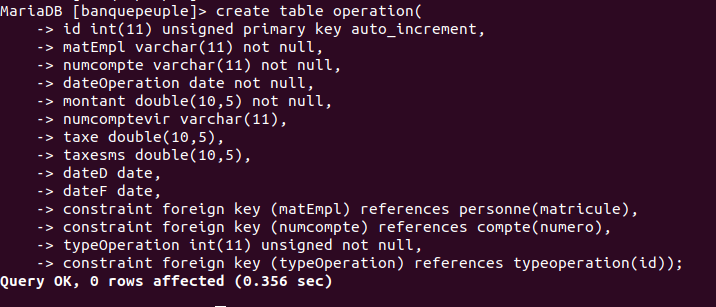 MariaDB [banquepeuple]> create table operation(
-> id int(11) unsigned primary key auto_increment,
-> matEmpl varchar(11) not null,
-> numcompte varchar(11) not null,
-> dateOperation date not null,
-> montant double(10,5) not null,
-> numcomptevir varchar(11),
-> taxe double(10,5),
-> taxesms double(10,5),
-> dateD date,
-> dateF date,
-> constraint foreign key (matEmpl) references personne(matricule),
-> constraint foreign key (numcompte) references compte(numero),
-> typeOperation int(11) unsigned not null,
-> constraint foreign key (typeOperation) references typeoperation(id));
Query OK, 0 rows affected (0.356 sec)